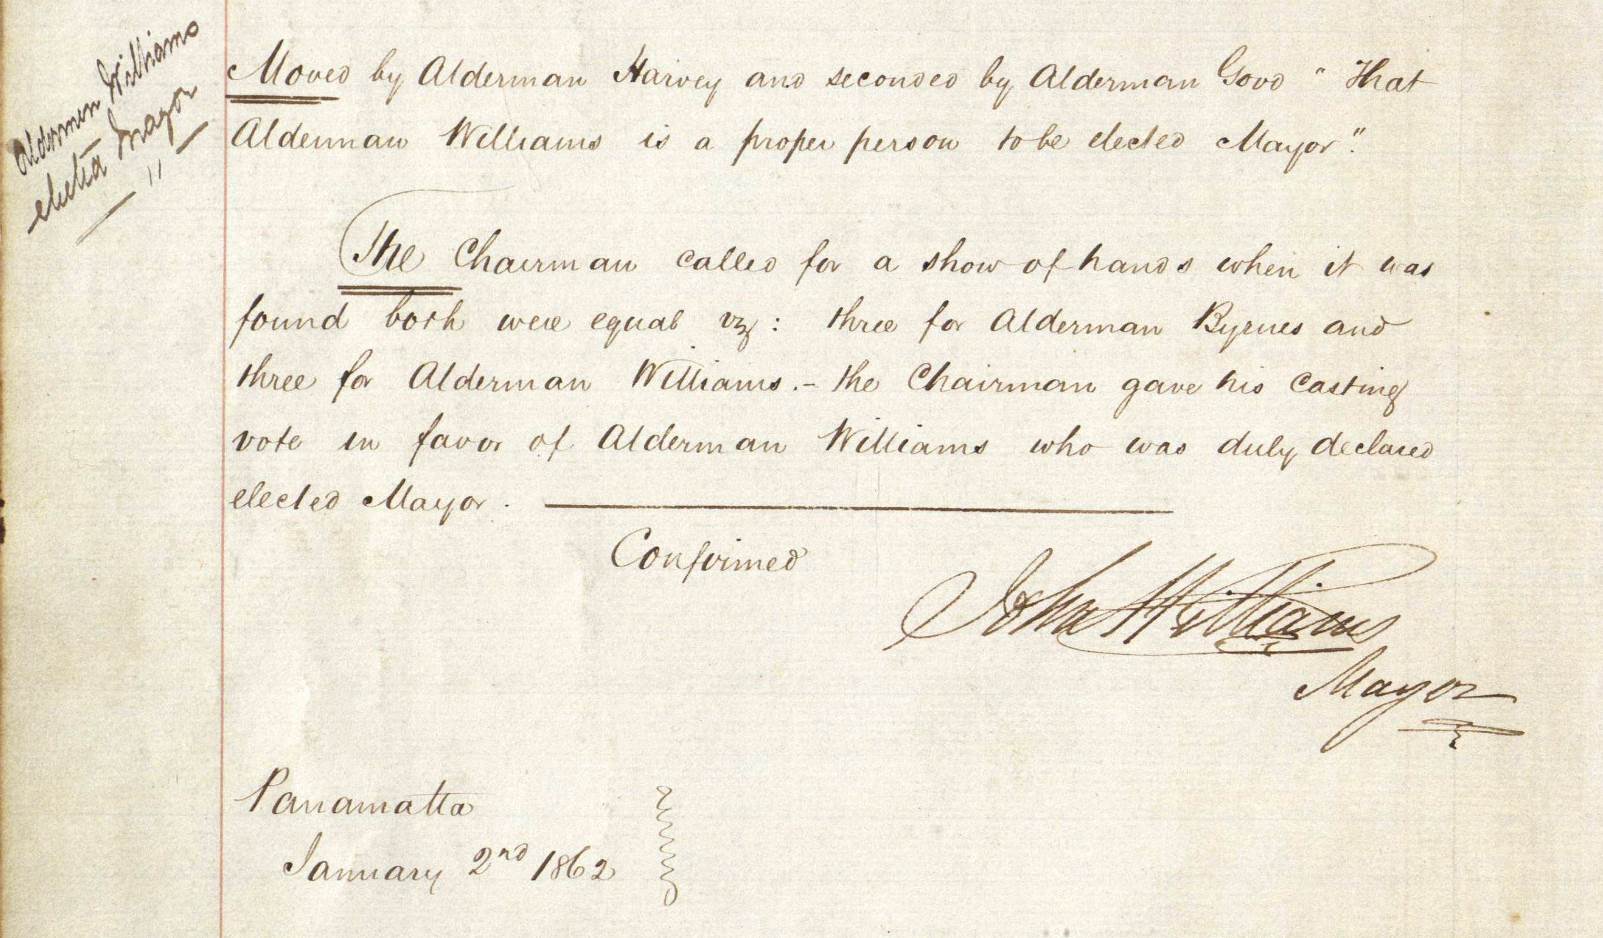 Alderman Williams
elected Mayor
"
Moved by Alderman Harvey and seconded by Alderman Good "That
Alderman Williams is a proper person to be elected Mayor."
The Chairman called for a show of hands when it was
found both were equal viz: three for Alderman Byrnes and
three for Alderman Williams. – the Chairman gave his casting
vote in favor of Alderman Williams who was duly declared
elected Mayor.
Confirmed
John Williams
Mayor
Parramatta
January 2nd 1862